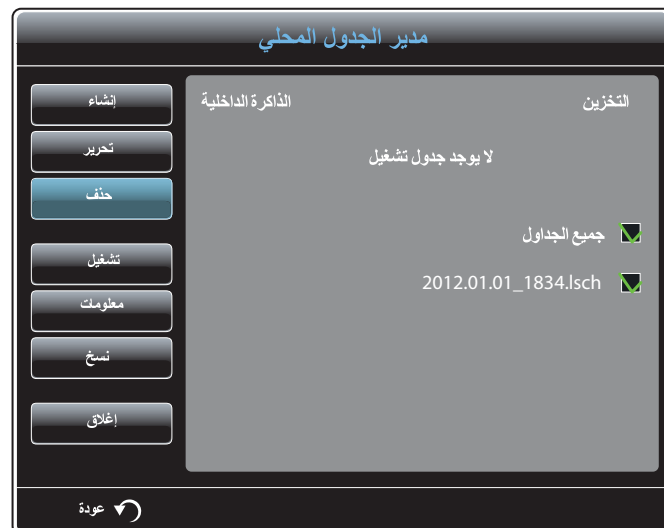 مدير الجدول المحلي
التخزين الذاكرة الداخلية
لا يوجد جدول تشغيل
جميع الجداول
2012.01.01_1834.lsch
إنشاء
تحرير
حذف
تشغيل
معلومات
نسخ
إغلاق
عودة